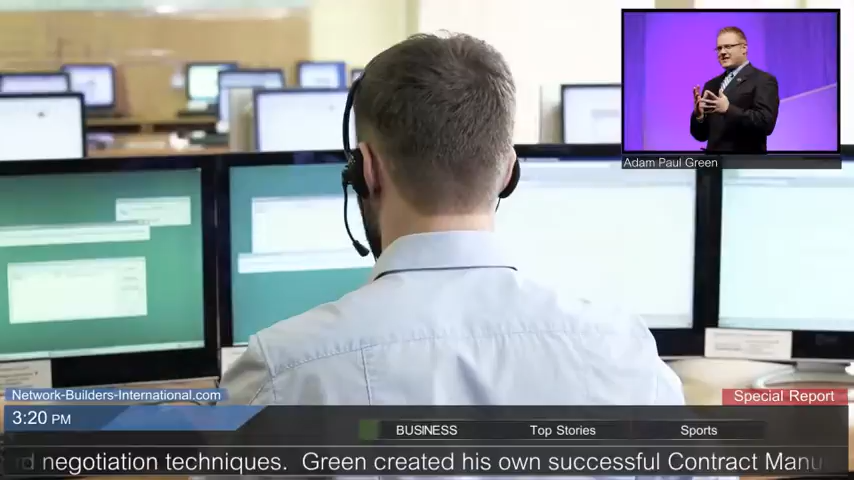 Adam Paul Green
Network-Builders-International.com
Special Report
3:20 PM
BUSINESS
Top Stories
Sports
negotiation techniques. Green created his own successful Contract